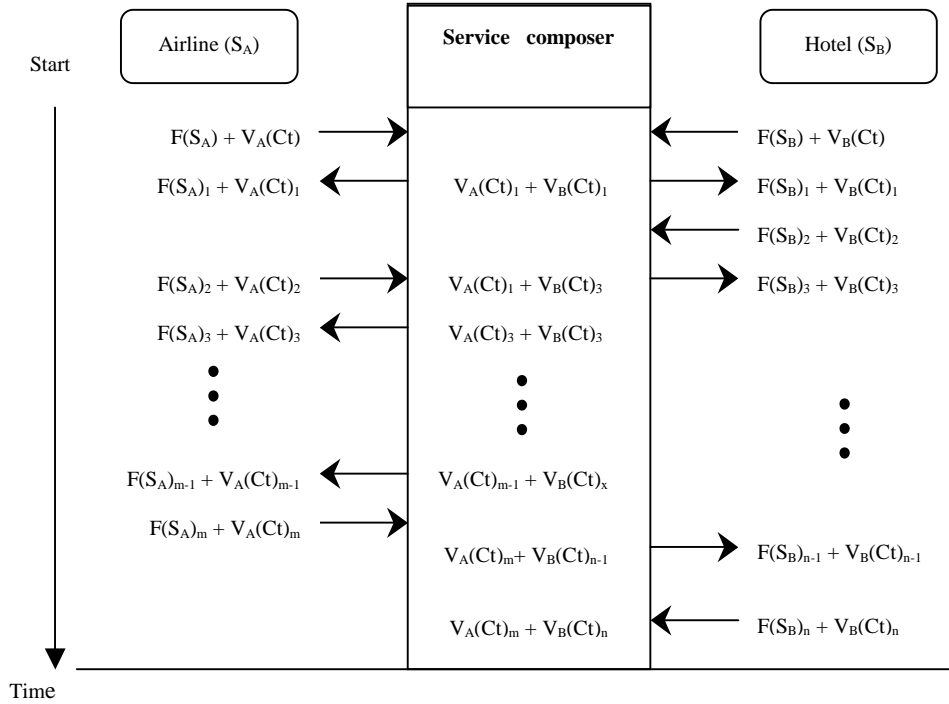 Airline (S_A)
Service composer
Hotel (S_B)
Start
F(S_A) + V_A(Ct)
F(S_B) + V_B(Ct)
F(S_A)_1 + V_A(Ct)_1
V_A(Ct)_1 + V_B(Ct)_1
F(S_B)_1 + V_B(Ct)_1
F(S_B)_2 + V_B(Ct)_2
F(S_A)_2 + V_A(Ct)_2
V_A(Ct)_1 + V_B(Ct)_3
F(S_B)_3 + V_B(Ct)_3
F(S_A)_3 + V_A(Ct)_3
V_A(Ct)_3 + V_B(Ct)_3
F(S_A)_m-1 + V_A(Ct)_m-1
V_A(Ct)_m-1 + V_B(Ct)_x
F(S_A)_m + V_A(Ct)_m
V_A(Ct)_m+ V_B(Ct)_n-1
F(S_B)_n-1 + V_B(Ct)_n-1
V_A(Ct)_m + V_B(Ct)_n
F(S_B)_n + V_B(Ct)_n
Time